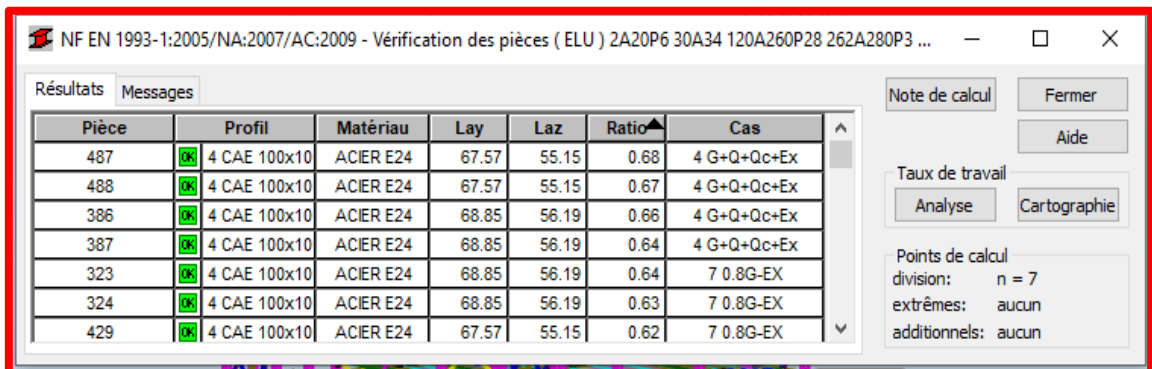 NF EN 1993-1:2005/NA:2007/AC:2009 - Vérification des pièces ( ELU ) 2A20P6 30A34 120A260P28 262A280P3 ...
Résultats Messages
Note de calcul Fermer
Aide
Pièce Profil Matériau Lay Laz Ratio Cas
487 OK 4 CAE 100x10 ACIER E24 67.57 55.15 0.68 4 G+Q+Qc+Ex
488 OK 4 CAE 100x10 ACIER E24 67.57 55.15 0.67 4 G+Q+Qc+Ex
386 OK 4 CAE 100x10 ACIER E24 68.85 56.19 0.66 4 G+Q+Qc+Ex
387 OK 4 CAE 100x10 ACIER E24 68.85 56.19 0.64 4 G+Q+Qc+Ex
323 OK 4 CAE 100x10 ACIER E24 68.85 56.19 0.64 7 0.8G-EX
324 OK 4 CAE 100x10 ACIER E24 68.85 56.19 0.63 7 0.8G-EX
429 OK 4 CAE 100x10 ACIER E24 67.57 55.15 0.62 7 0.8G-EX
Taux de travail
Analyse Cartographie
Points de calcul
division: n = 7
extrêmes: aucun
additionnels: aucun